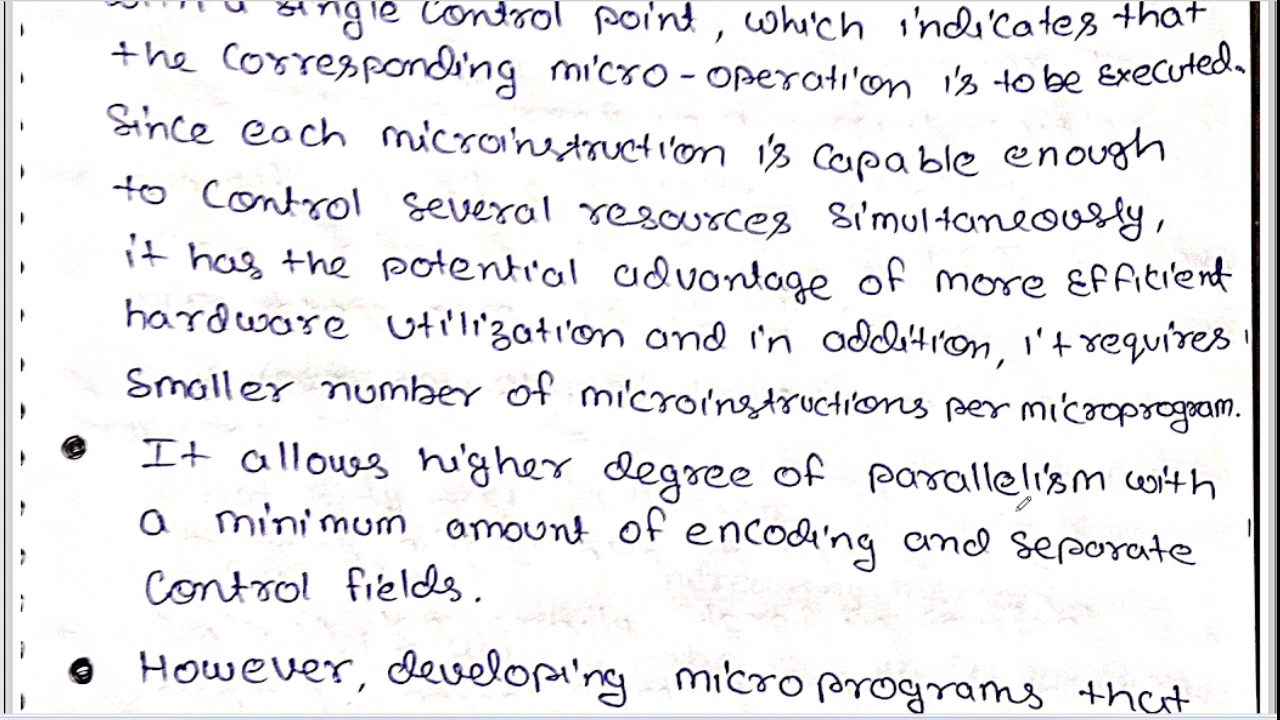 with a single control point, which indicates that
the corresponding micro-operation is to be executed.
Since each microinstruction is capable enough
to control several resources simultaneously,
it has the potential advantage of more efficient
hardware utilization and in addition, it requires
smaller number of microinstructions per microprogram.
It allows higher degree of parallelism with
a minimum amount of encoding and separate
control fields.
However, developing microprograms that